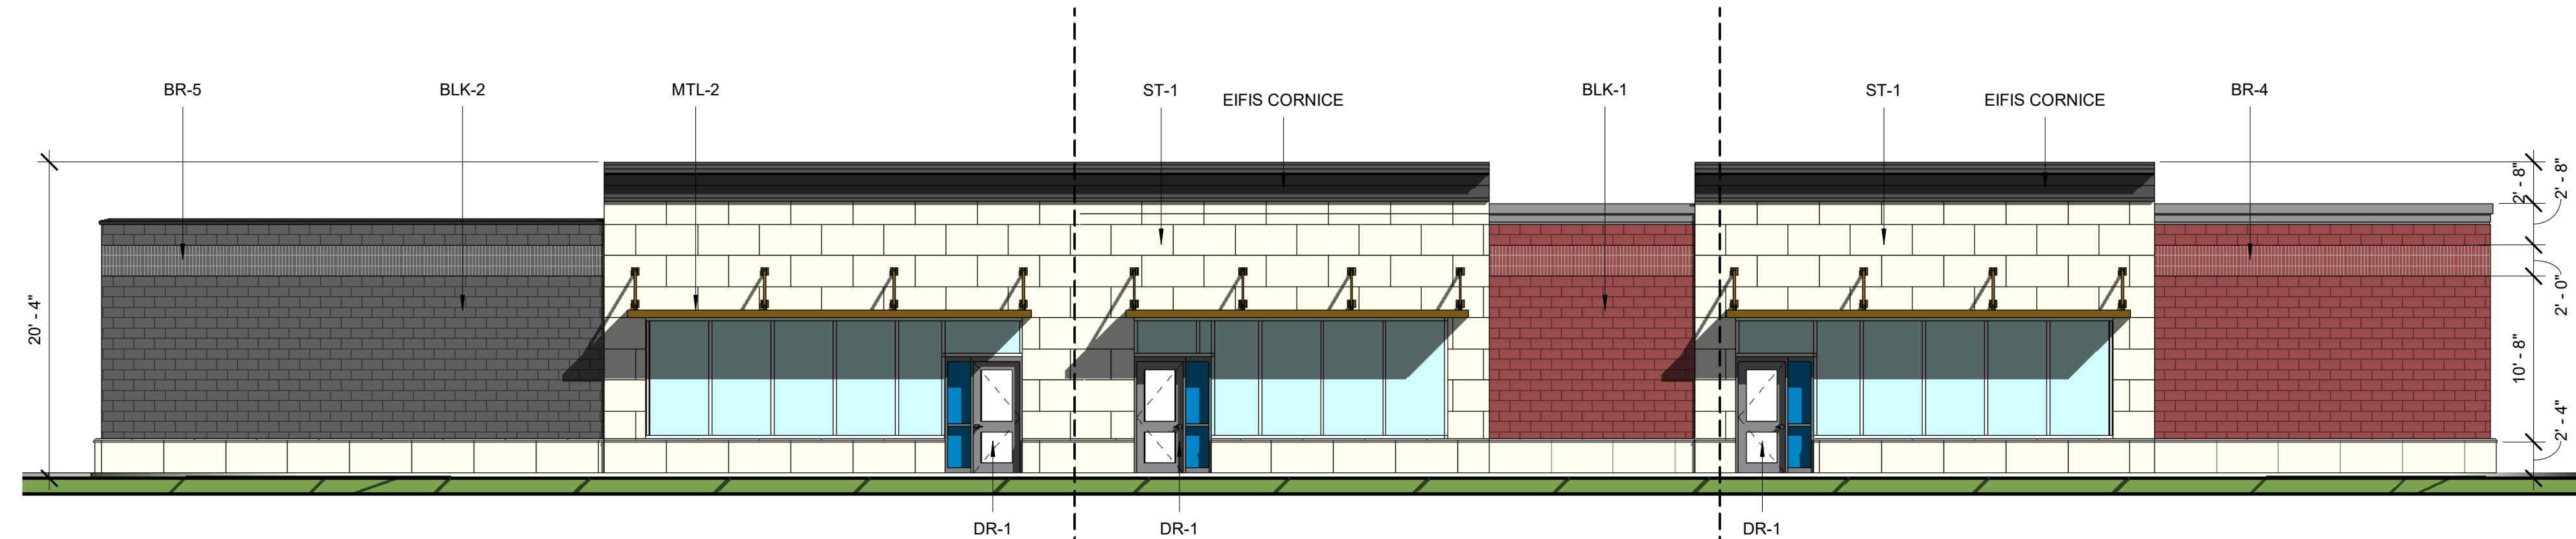 BR-5
BLK-2
MTL-2
ST-1
EIFIS CORNICE
BLK-1
ST-1
EIFIS CORNICE
BR-4
20' - 4"
2' - 8"
2' - 8"
2' - 0"
10' - 8"
2' - 4"
DR-1
DR-1
DR-1